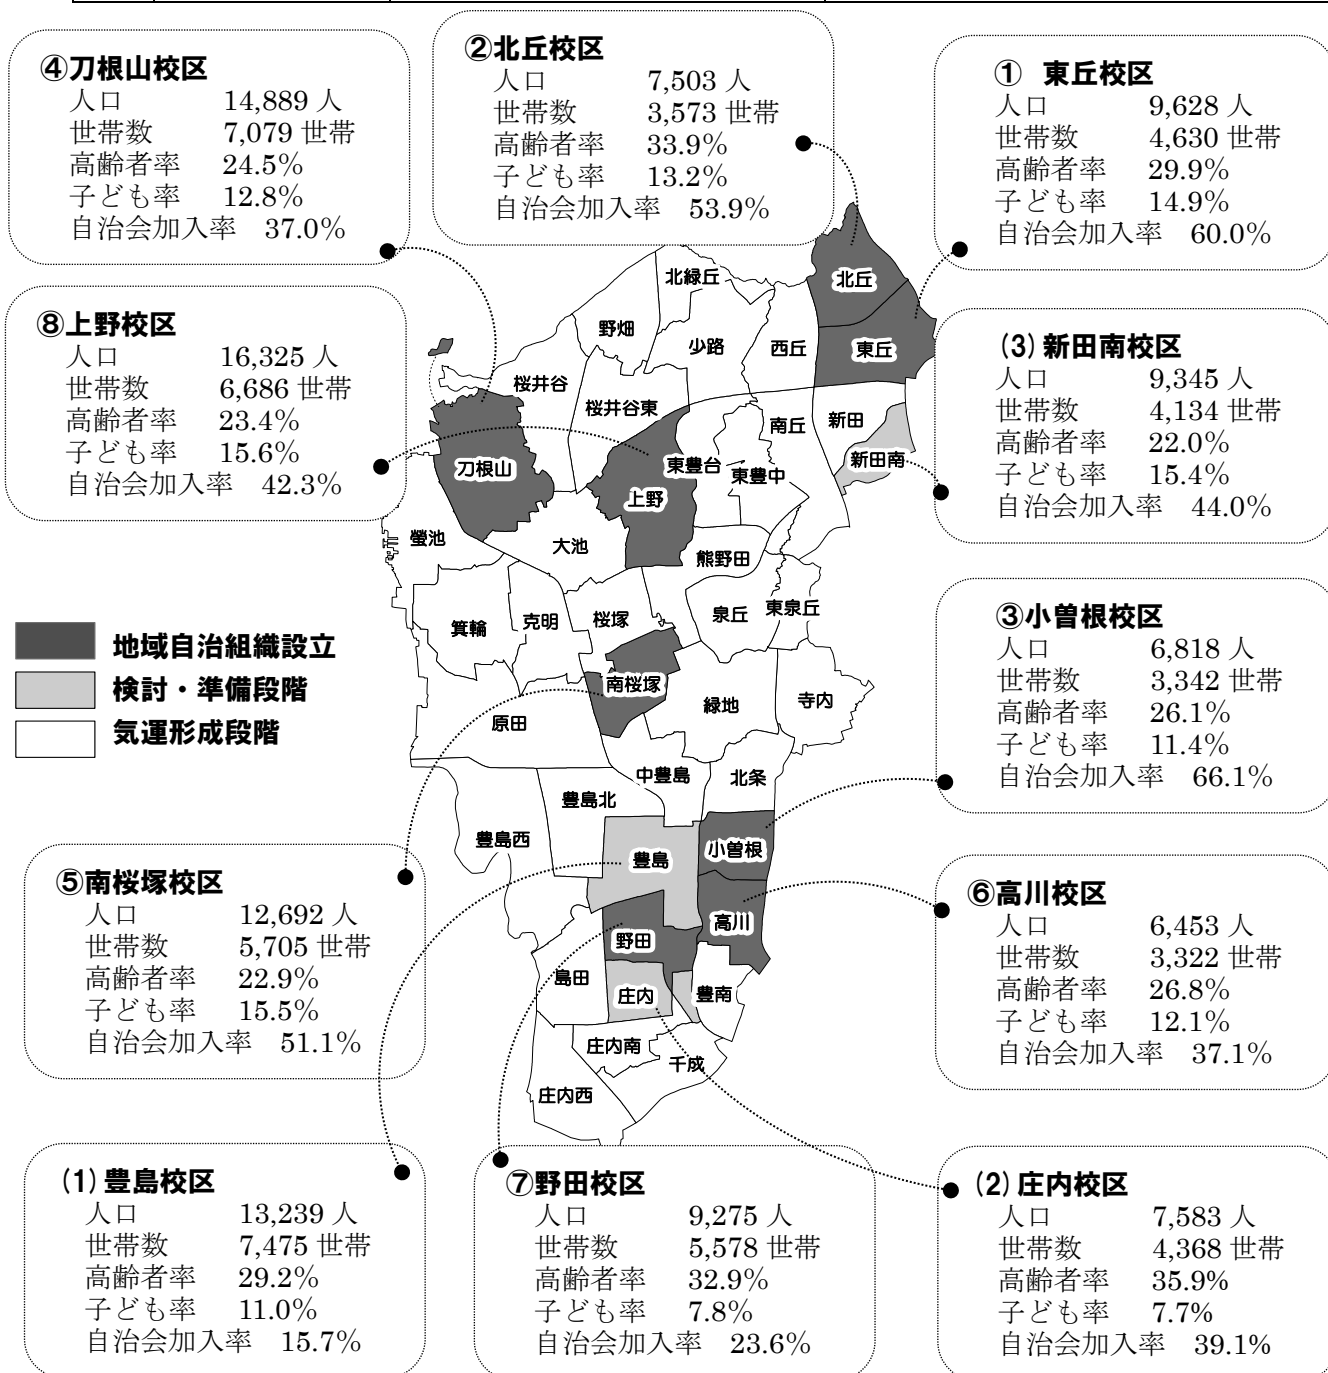 ④刀根山校区
人口 14,889 人
世帯数 7,079 世帯
高齢者率 24.5%
子ども率 12.8%
自治会加入率 37.0%
②北丘校区
人口 7,503 人
世帯数 3,573 世帯
高齢者率 33.9%
子ども率 13.2%
自治会加入率 53.9%
① 東丘校区
人口 9,628 人
世帯数 4,630 世帯
高齢者率 29.9%
子ども率 14.9%
自治会加入率 60.0%
⑧上野校区
人口 16,325 人
世帯数 6,686 世帯
高齢者率 23.4%
子ども率 15.6%
自治会加入率 42.3%
(3)新田南校区
人口 9,345 人
世帯数 4,134 世帯
高齢者率 22.0%
子ども率 15.4%
自治会加入率 44.0%
北緑丘
北丘
野畑
少路
西丘
東丘
桜井谷
桜井谷東
南丘
新田
刀根山
東豊台
東豊中
新田南
上野
螢池
大池
熊野田
箕輪
克明
桜塚
泉丘
東泉丘
南桜塚
緑地
寺内
原田
中豊島
北条
豊島北
豊島西
豊島
小曽根
野田
高川
島田
庄内
豊南
庄内南
千成
庄内西
地域自治組織設立
検討・準備段階
気運形成段階
③小曽根校区
人口 6,818 人
世帯数 3,342 世帯
高齢者率 26.1%
子ども率 11.4%
自治会加入率 66.1%
⑤南桜塚校区
人口 12,692 人
世帯数 5,705 世帯
高齢者率 22.9%
子ども率 15.5%
自治会加入率 51.1%
⑥高川校区
人口 6,453 人
世帯数 3,322 世帯
高齢者率 26.8%
子ども率 12.1%
自治会加入率 37.1%
(1)豊島校区
人口 13,239 人
世帯数 7,475 世帯
高齢者率 29.2%
子ども率 11.0%
自治会加入率 15.7%
⑦野田校区
人口 9,275 人
世帯数 5,578 世帯
高齢者率 32.9%
子ども率 7.8%
自治会加入率 23.6%
(2)庄内校区
人口 7,583 人
世帯数 4,368 世帯
高齢者率 35.9%
子ども率 7.7%
自治会加入率 39.1%